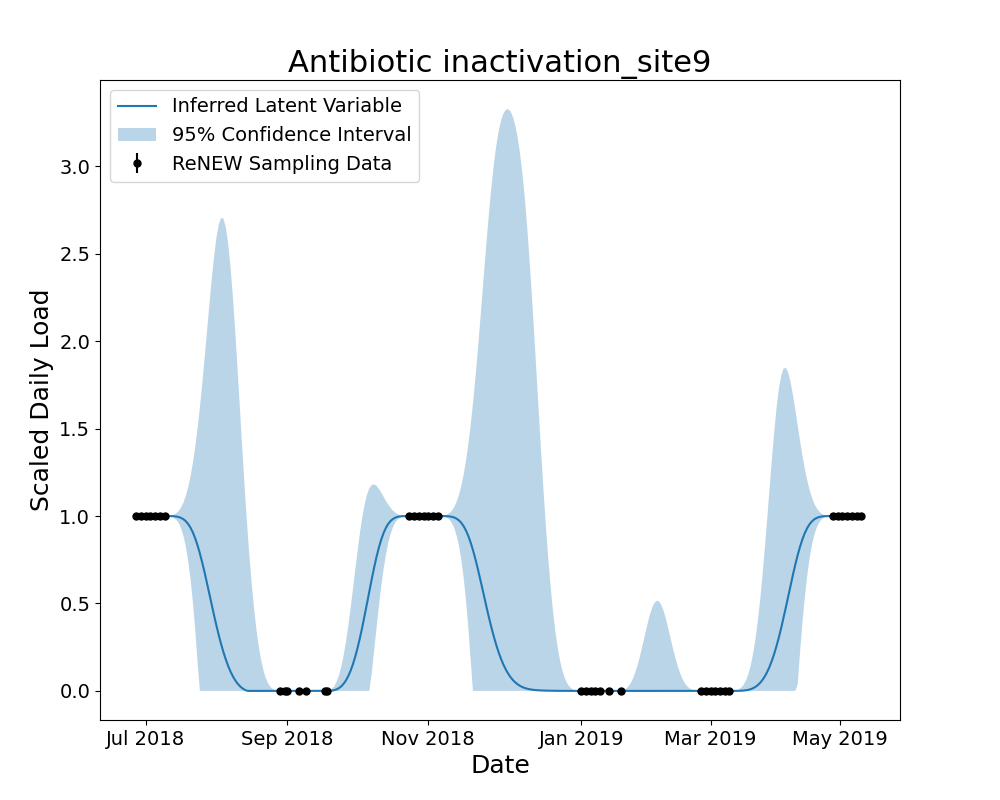 Antibiotic inactivation_site9
Inferred Latent Variable
95% Confidence Interval
ReNEW Sampling Data
Scaled Daily Load
3.0
2.5
2.0
1.5
1.0
0.5
0.0
Jul 2018 Sep 2018 Nov 2018 Jan 2019 Mar 2019 May 2019
Date